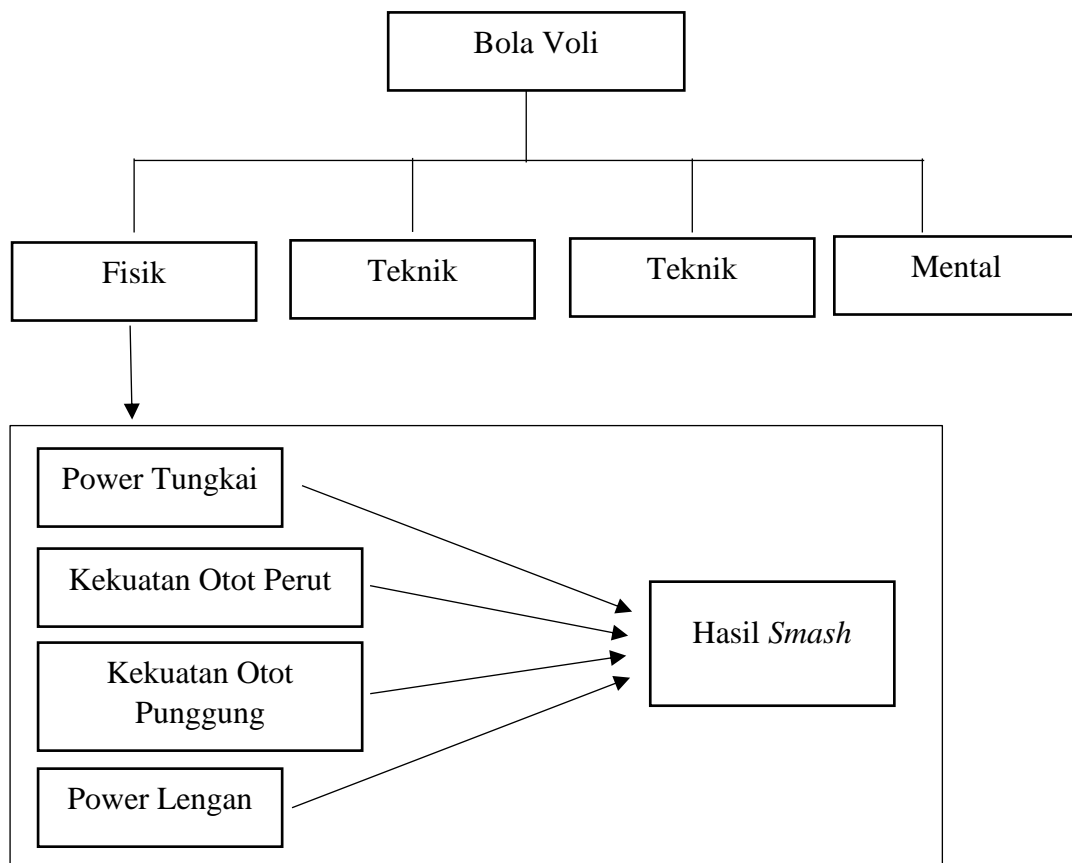 Bola Voli
Fisik
Teknik
Teknik
Mental
Power Tungkai
Kekuatan Otot Perut
Hasil Smash
Kekuatan Otot
Punggung
Power Lengan